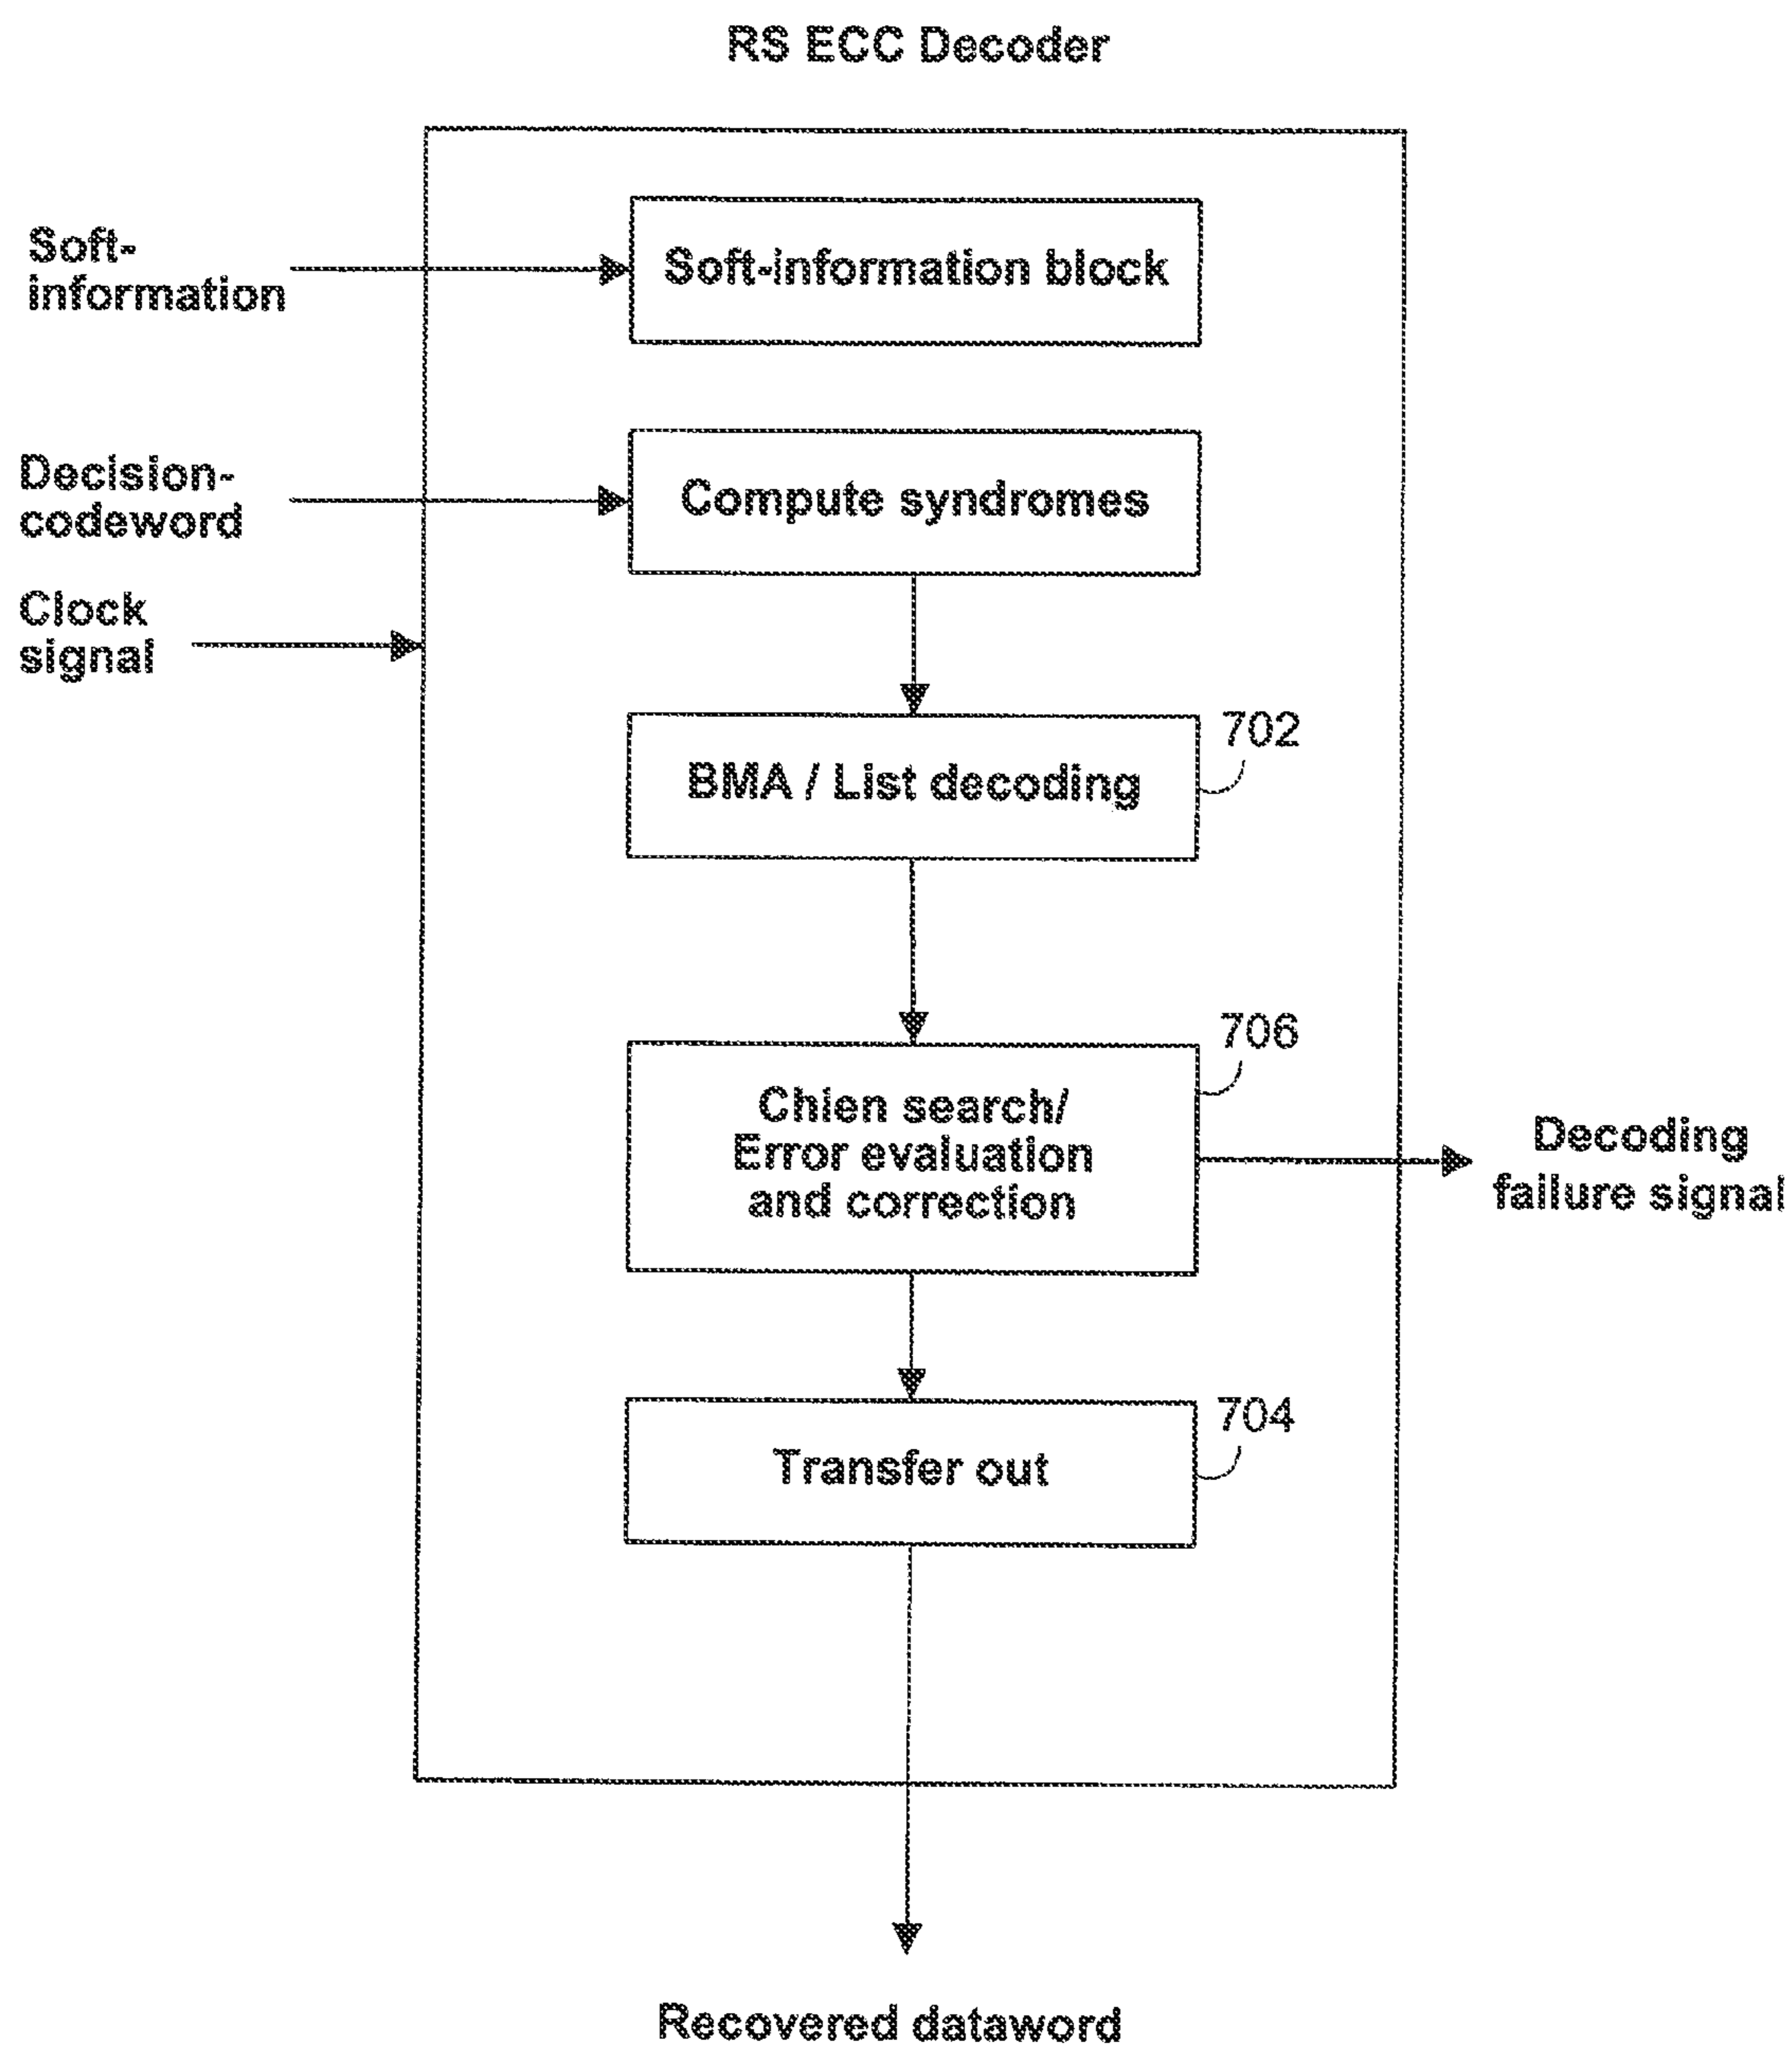 RS ECC Decoder
Soft-
information
Soft-information block
Decision-
codeword
Compute syndromes
Clock
signal
702
BMA / List decoding
706
Chien search/
Error evaluation
and correction
Decoding
failure signal
704
Transfer out
Recovered dataword